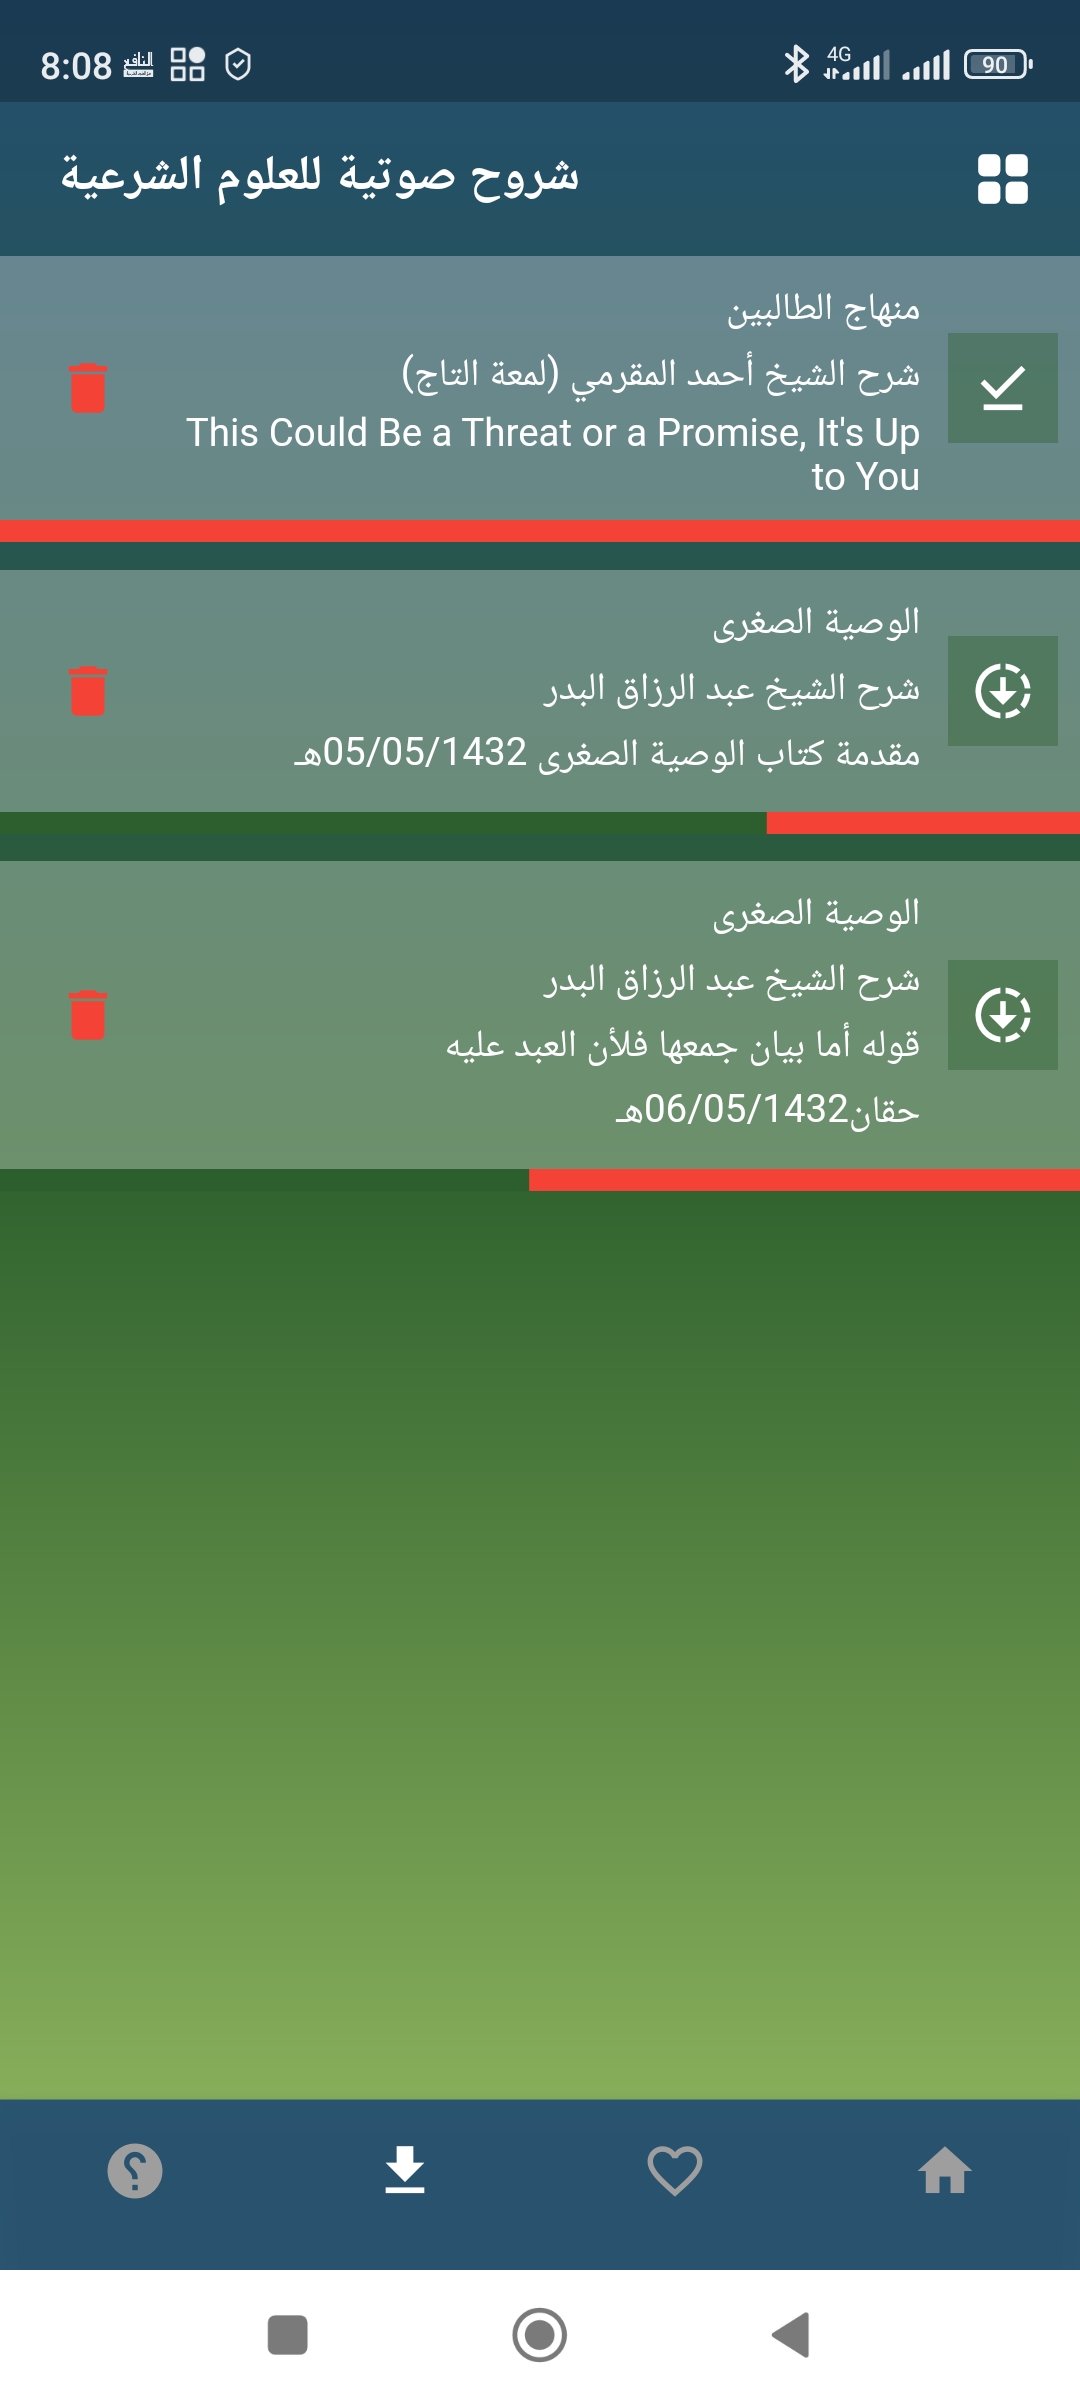 8:08
النافع
4G
90
شروح صوتية للعلوم الشرعية
منهاج الطالبين
شرح الشيخ أحمد المقرمي (لمعة التاج)
This Could Be a Threat or a Promise, It's Up
to You
الوصية الصغرى
شرح الشيخ عبد الرزاق البدر
مقدمة كتاب الوصية الصغرى 05/05/1432هـ
الوصية الصغرى
شرح الشيخ عبد الرزاق البدر
قوله أما بيان جمعها فلأن العبد عليه
حقان06/05/1432هـ